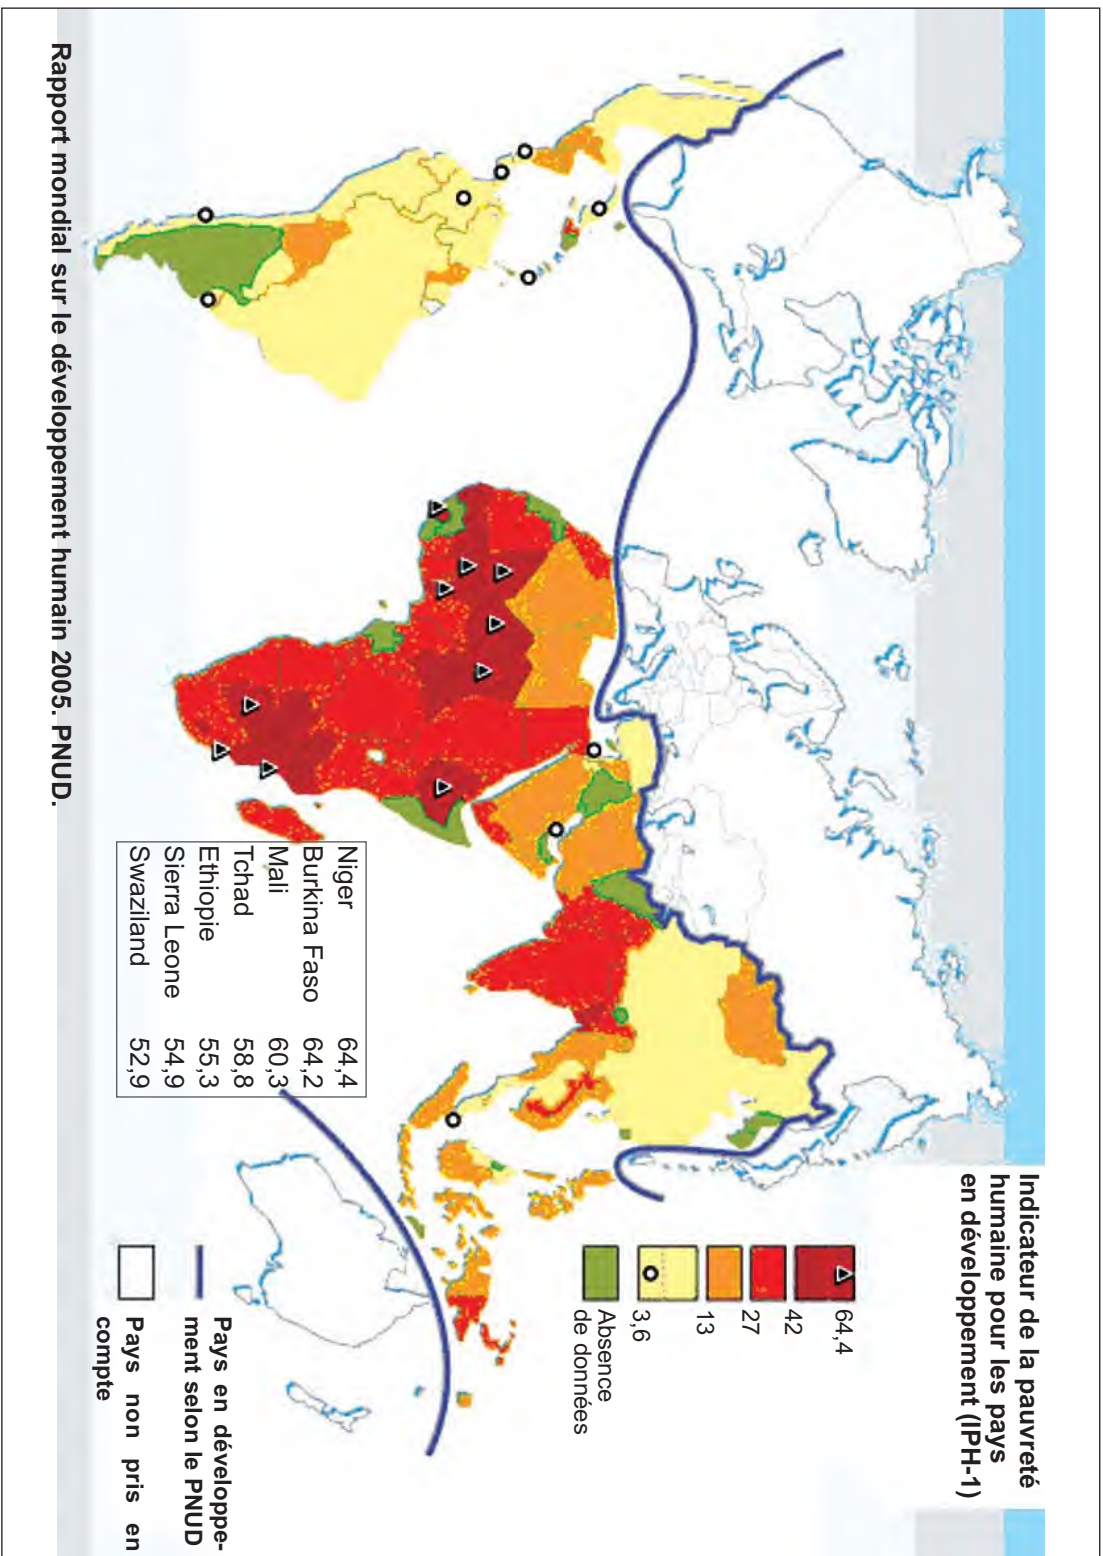 Indicateur de la pauvreté
humaine pour les pays
en développement (IPH-1)
64,4
42
27
13
3,6
Absence
de données
Pays en développe-
ment selon le PNUD
Pays non pris en
compte
Niger 64,4
Burkina Faso 64,2
Mali 60,3
Tchad 58,8
Ethiopie 55,3
Sierra Leone 54,9
Swaziland 52,9
Rapport mondial sur le développement humain 2005. PNUD.